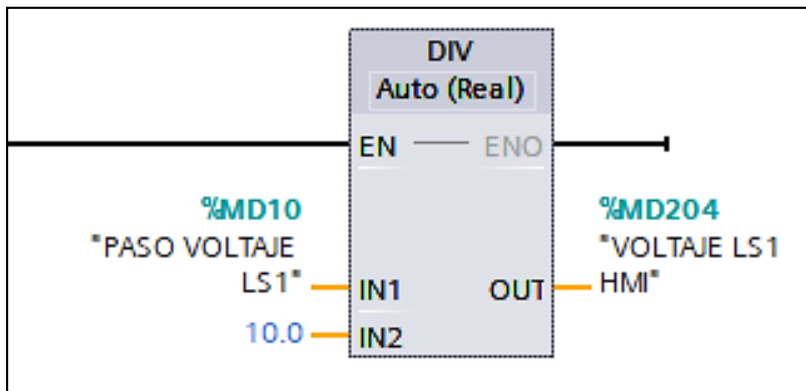 DIV
Auto (Real)
EN
ENO
%MD10
"PASO VOLTAJE
LS1"
IN1
10.0
IN2
OUT
%MD204
"VOLTAJE LS1
HMI"